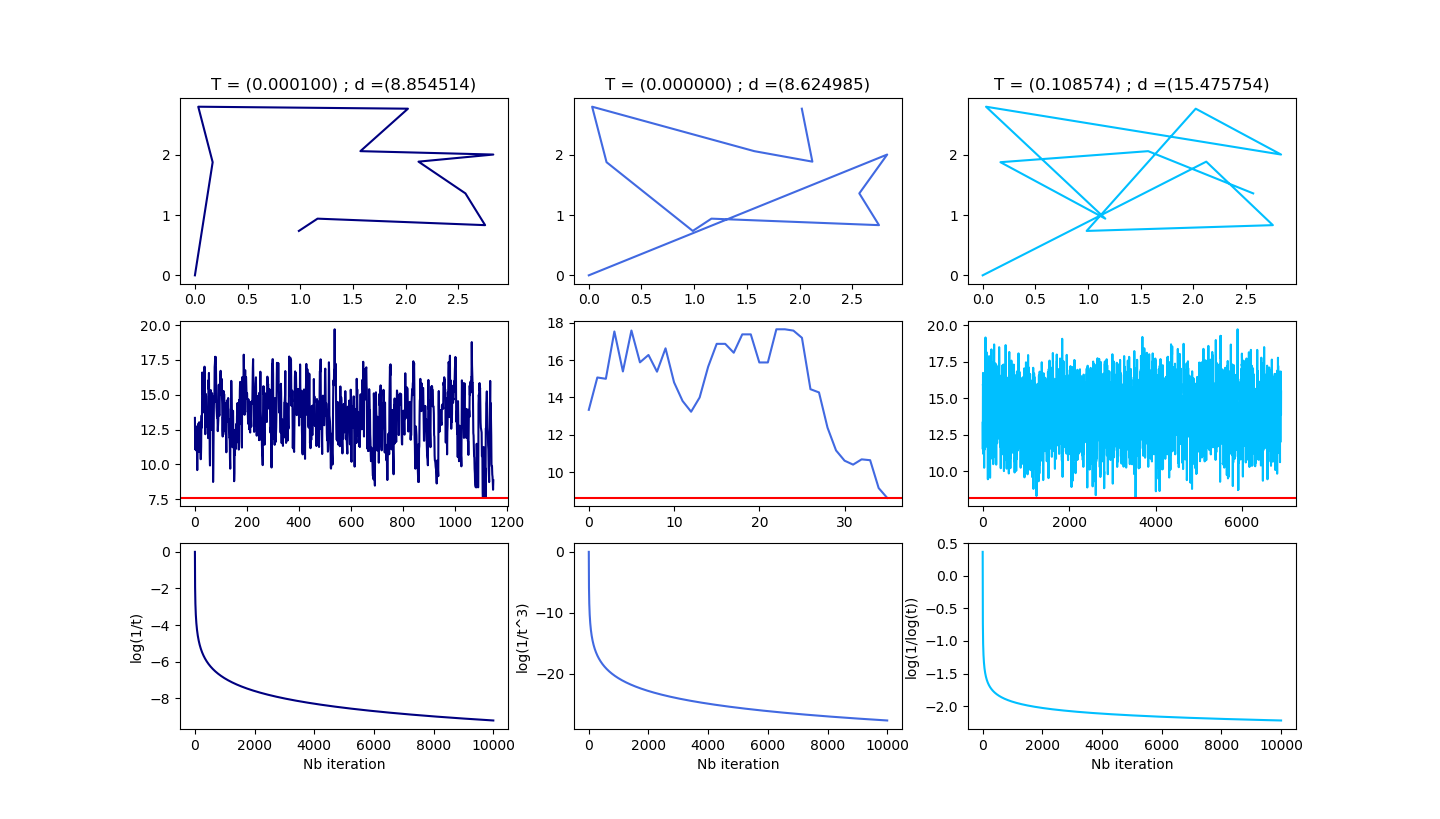 T = (0.000100) ; d =(8.854514)
T = (0.000000) ; d =(8.624985)
T = (0.108574) ; d =(15.475754)
2
1
0
0.0 0.5 1.0 1.5 2.0 2.5
2
1
0
0.0 0.5 1.0 1.5 2.0 2.5
2
1
0
0.0 0.5 1.0 1.5 2.0 2.5
20.0
17.5
15.0
12.5
10.0
7.5
0 200 400 600 800 1000 1200
18
16
14
12
10
0 10 20 30
20.0
17.5
15.0
12.5
10.0
0 2000 4000 6000
log(1/t)
0
−2
−4
−6
−8
0 2000 4000 6000 8000 10000
Nb iteration
log(1/t^3)
0
−10
−20
0 2000 4000 6000 8000 10000
Nb iteration
log(1/log(t))
0.5
0.0
−0.5
−1.0
−1.5
−2.0
0 2000 4000 6000 8000 10000
Nb iteration